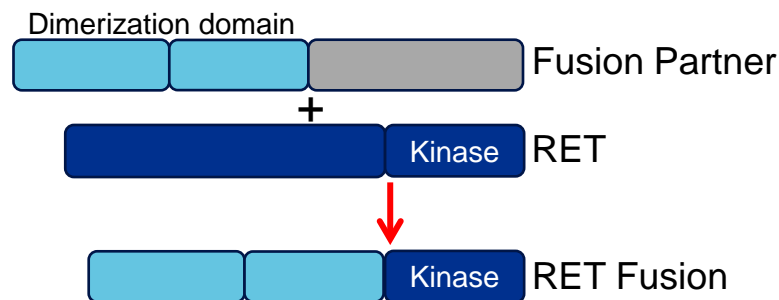 Dimerization domain
Fusion Partner
+
Kinase RET
Kinase RET Fusion